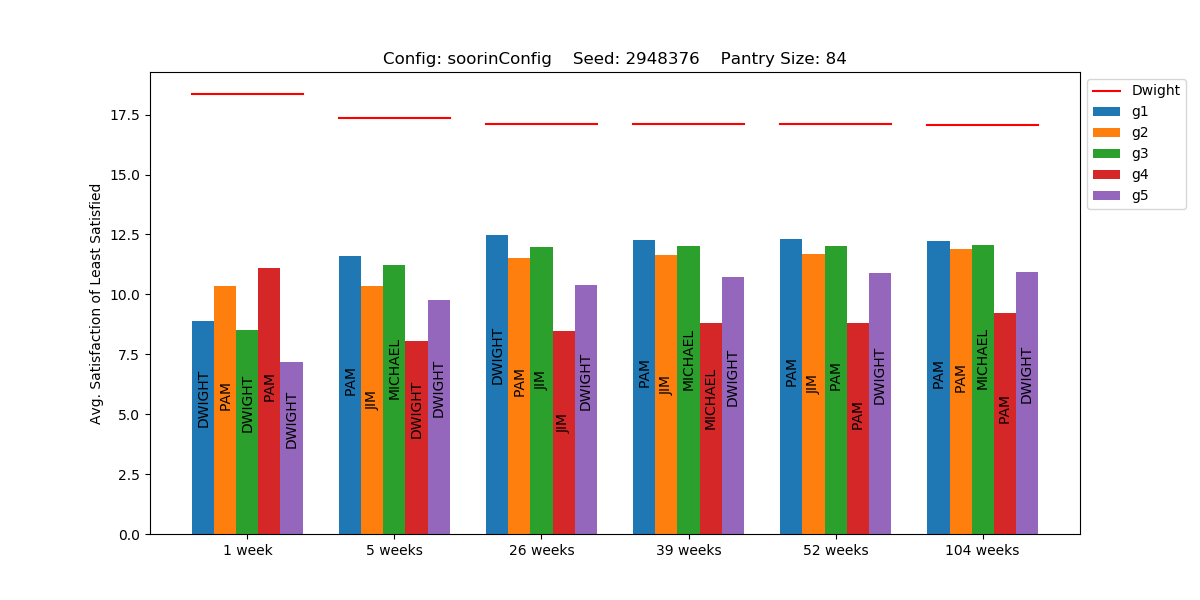 Config: soorinConfig    Seed: 2948376    Pantry Size: 84
Avg. Satisfaction of Least Satisfied
17.5
15.0
12.5
10.0
7.5
5.0
2.5
0.0
DWIGHT
PAM
DWIGHT
PAM
DWIGHT
PAM
JIM
MICHAEL
DWIGHT
DWIGHT
DWIGHT
PAM
JIM
JIM
DWIGHT
PAM
JIM
MICHAEL
MICHAEL
DWIGHT
PAM
JIM
PAM
PAM
DWIGHT
PAM
PAM
MICHAEL
PAM
DWIGHT
1 week
5 weeks
26 weeks
39 weeks
52 weeks
104 weeks
Dwight
g1
g2
g3
g4
g5